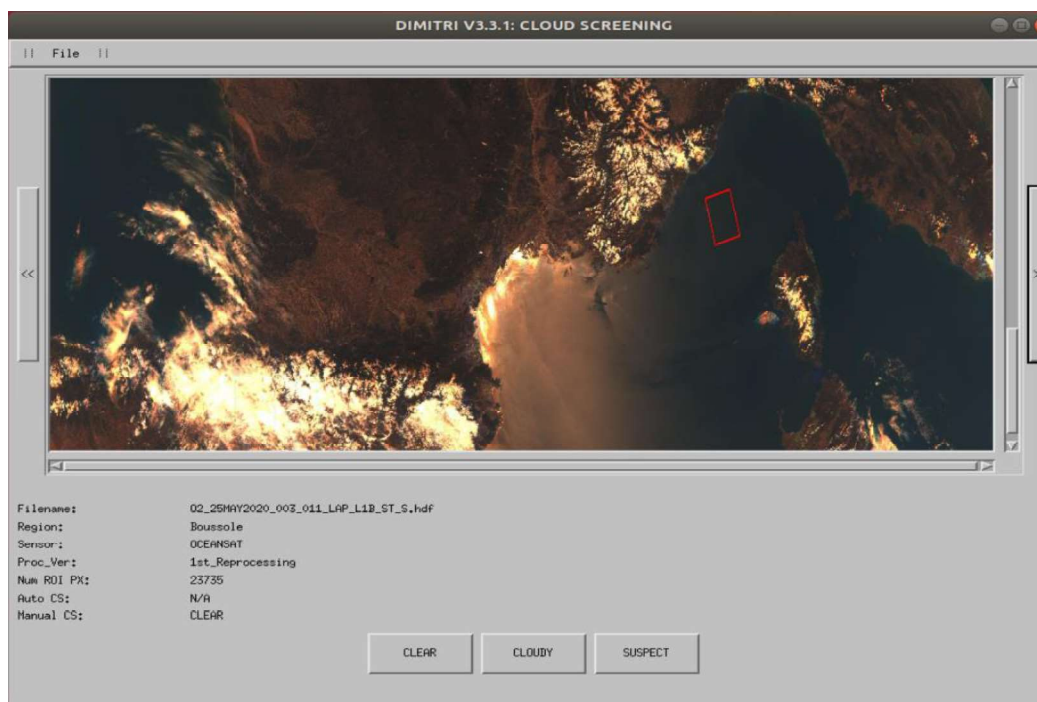 DIMITRI V3.3.1: CLOUD SCREENING
|| File ||
<<
Filename: O2_25MAY2020_003_011_LAP_L1B_ST_S.hdf
Region: Boussole
Sensor: OCEANSAT
Proc_Ver: 1st_Reprocessing
Num ROI PX: 23735
Auto CS: N/A
Manual CS: CLEAR
CLEAR CLOUDY SUSPECT